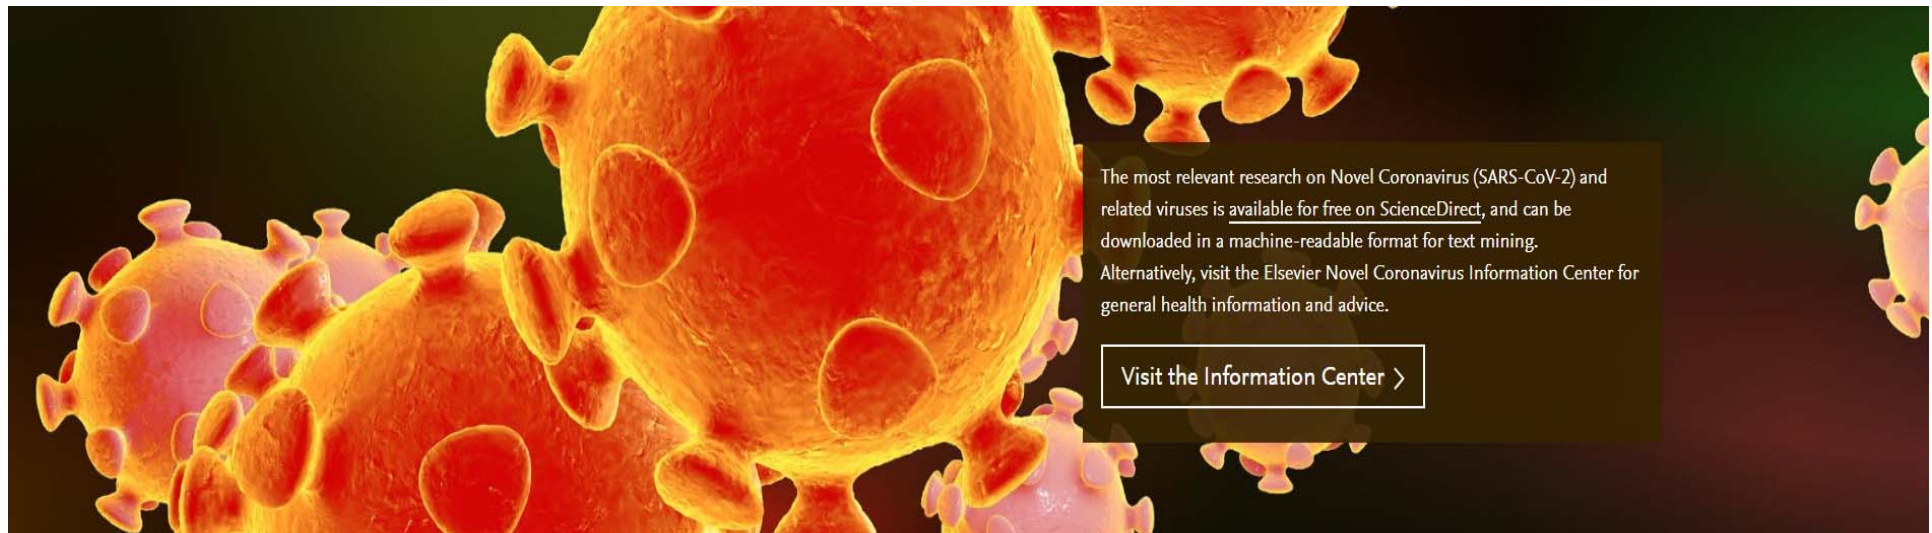 The most relevant research on Novel Coronavirus (SARS-CoV-2) and
related viruses is available for free on ScienceDirect, and can be
downloaded in a machine-readable format for text mining.
Alternatively, visit the Elsevier Novel Coronavirus Information Center for
general health information and advice.
Visit the Information Center >